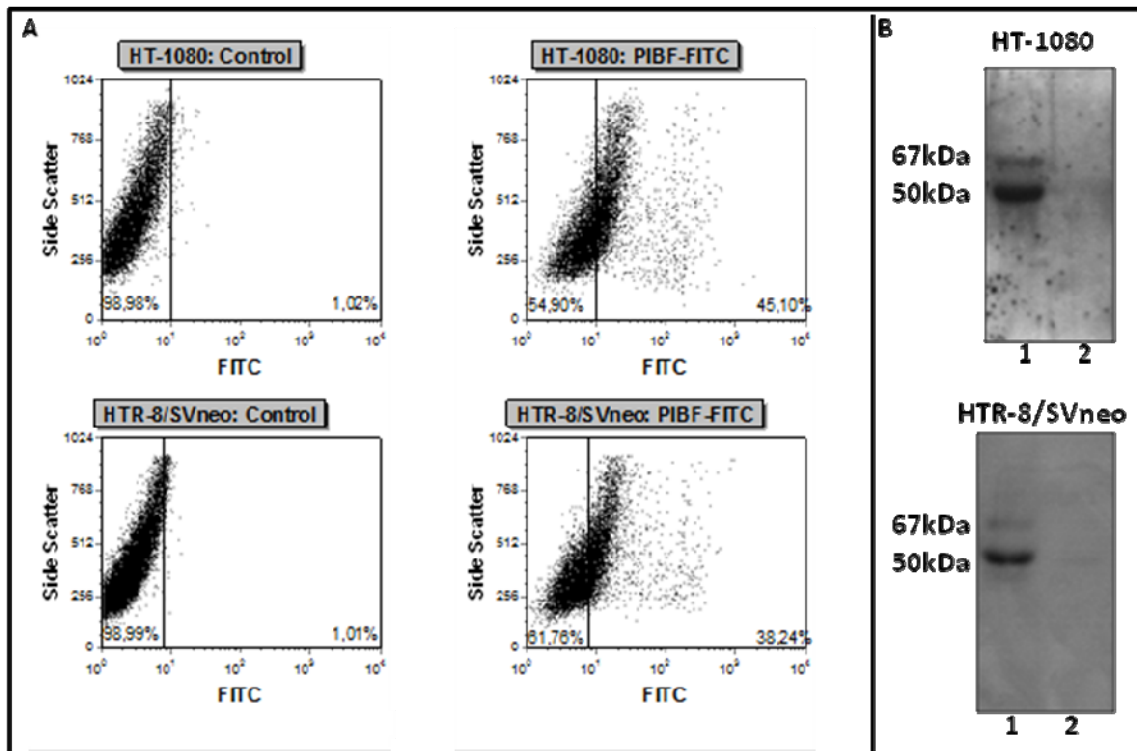 A
HT-1080: Control
1024
768
512
256
0
Side Scatter
98,98%
1,02%
10⁰
10¹
10²
10³
10⁴
FITC
HT-1080: PIBF-FITC
1024
768
512
256
0
Side Scatter
54,90%
45,10%
10⁰
10¹
10²
10³
10⁴
FITC
HTR-8/SVneo: Control
1024
768
512
256
0
Side Scatter
98,99%
1,01%
10⁰
10¹
10²
10³
10⁴
FITC
HTR-8/SVneo: PIBF-FITC
1024
768
512
256
0
Side Scatter
61,76%
38,24%
10⁰
10¹
10²
10³
10⁴
FITC
B
HT-1080
67kDa
50kDa
1 2
HTR-8/SVneo
67kDa
50kDa
1 2